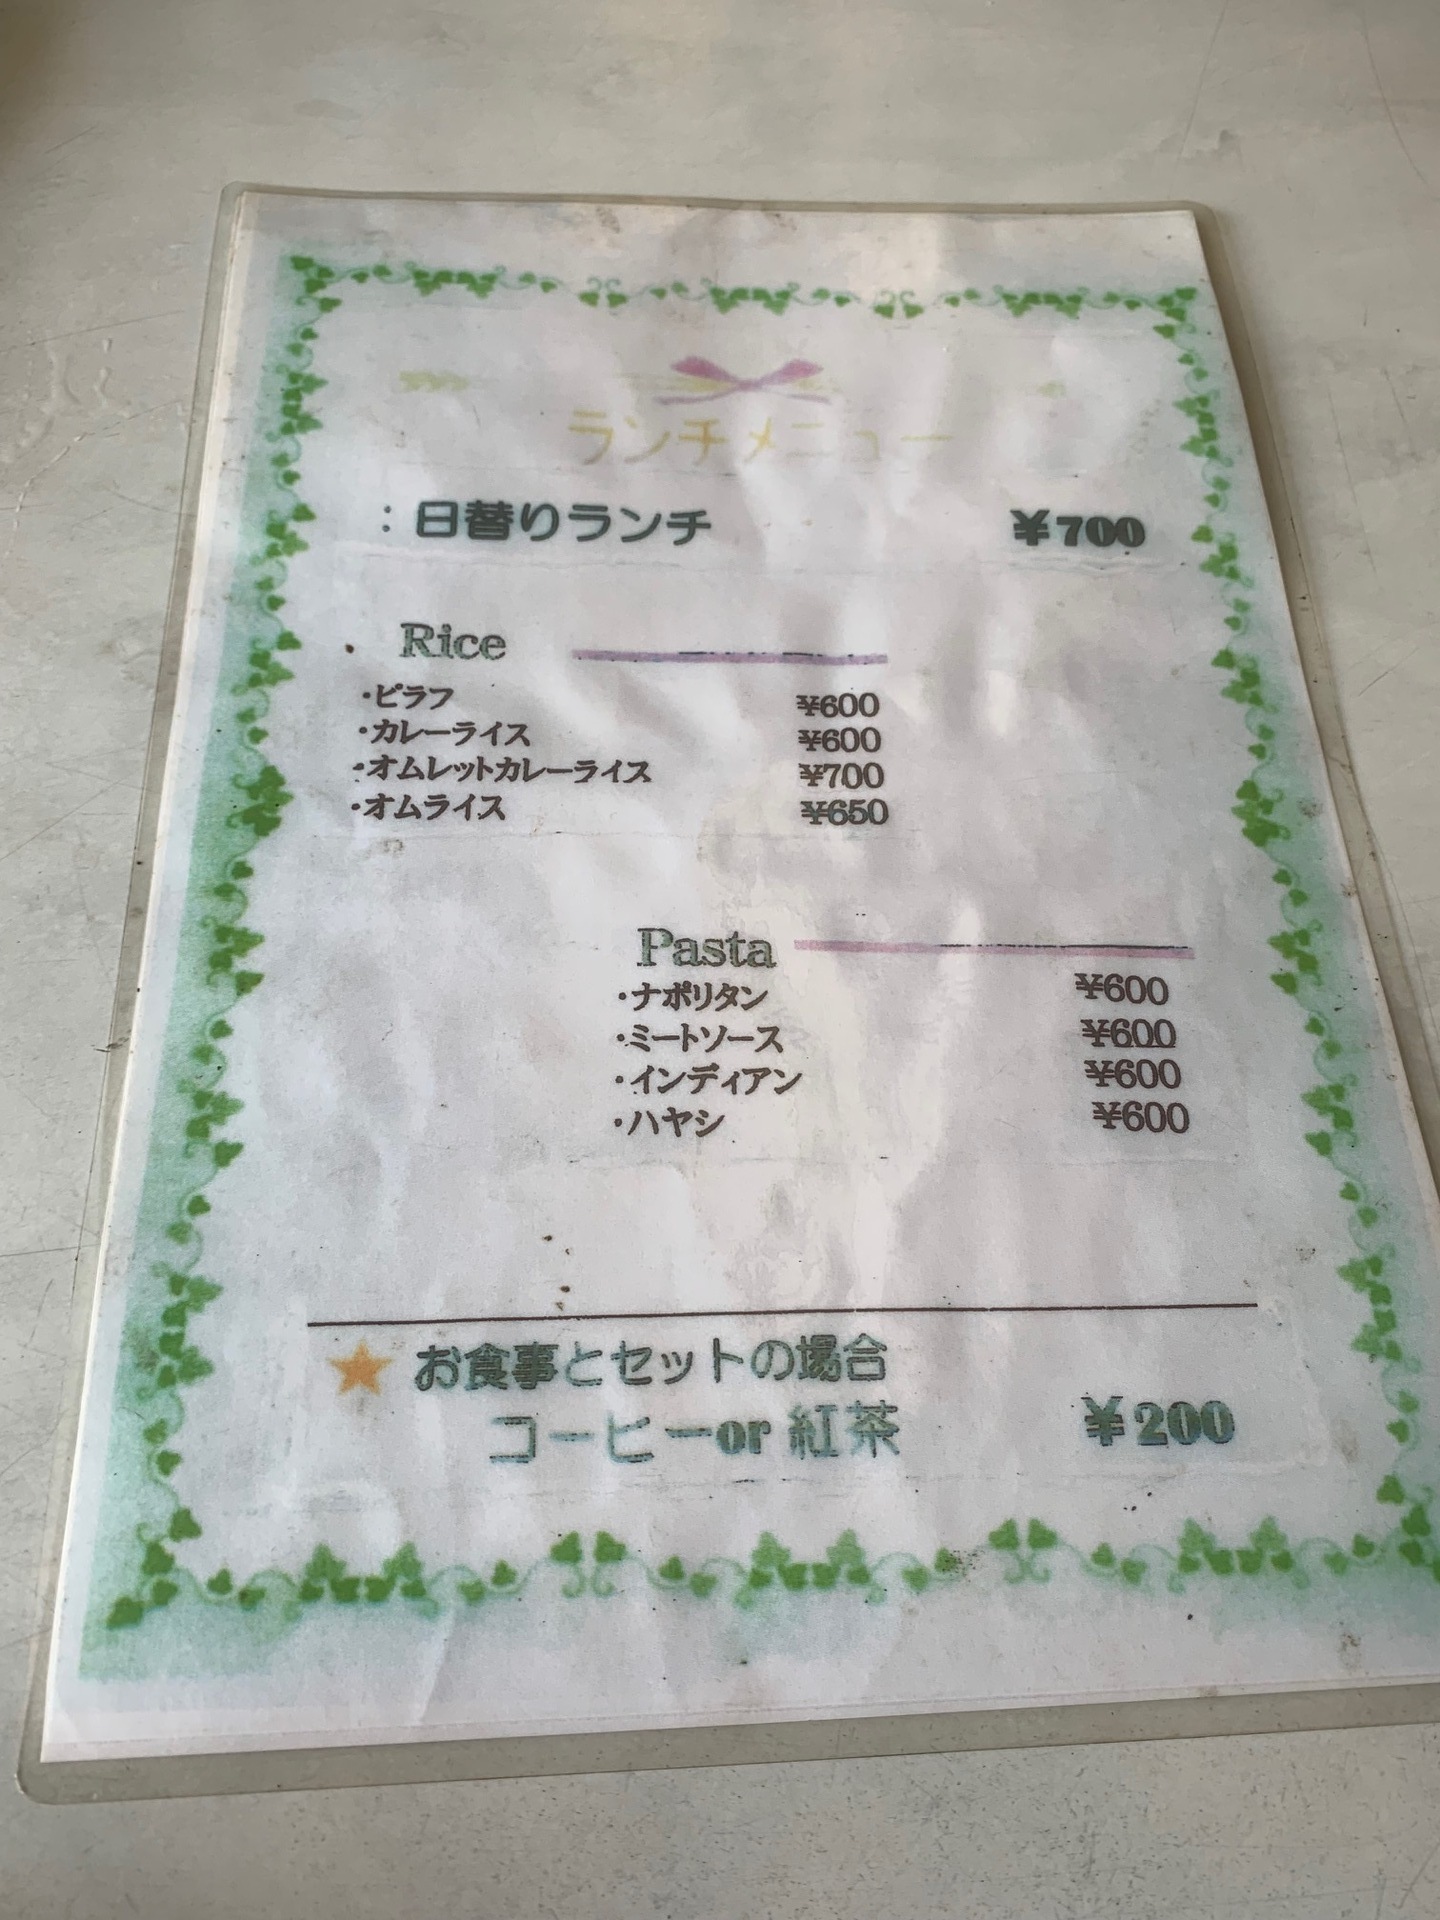 ランチメニュー
：日替りランチ ￥700
Rice
・ピラフ ¥600
・カレーライス ¥600
・オムレットカレーライス ¥700
・オムライス ¥650
Pasta
・ナポリタン ¥600
・ミートソース ¥600
・インディアン ¥600
・ハヤシ ¥600
★ お食事とセットの場合
コーヒーor 紅茶 ￥200